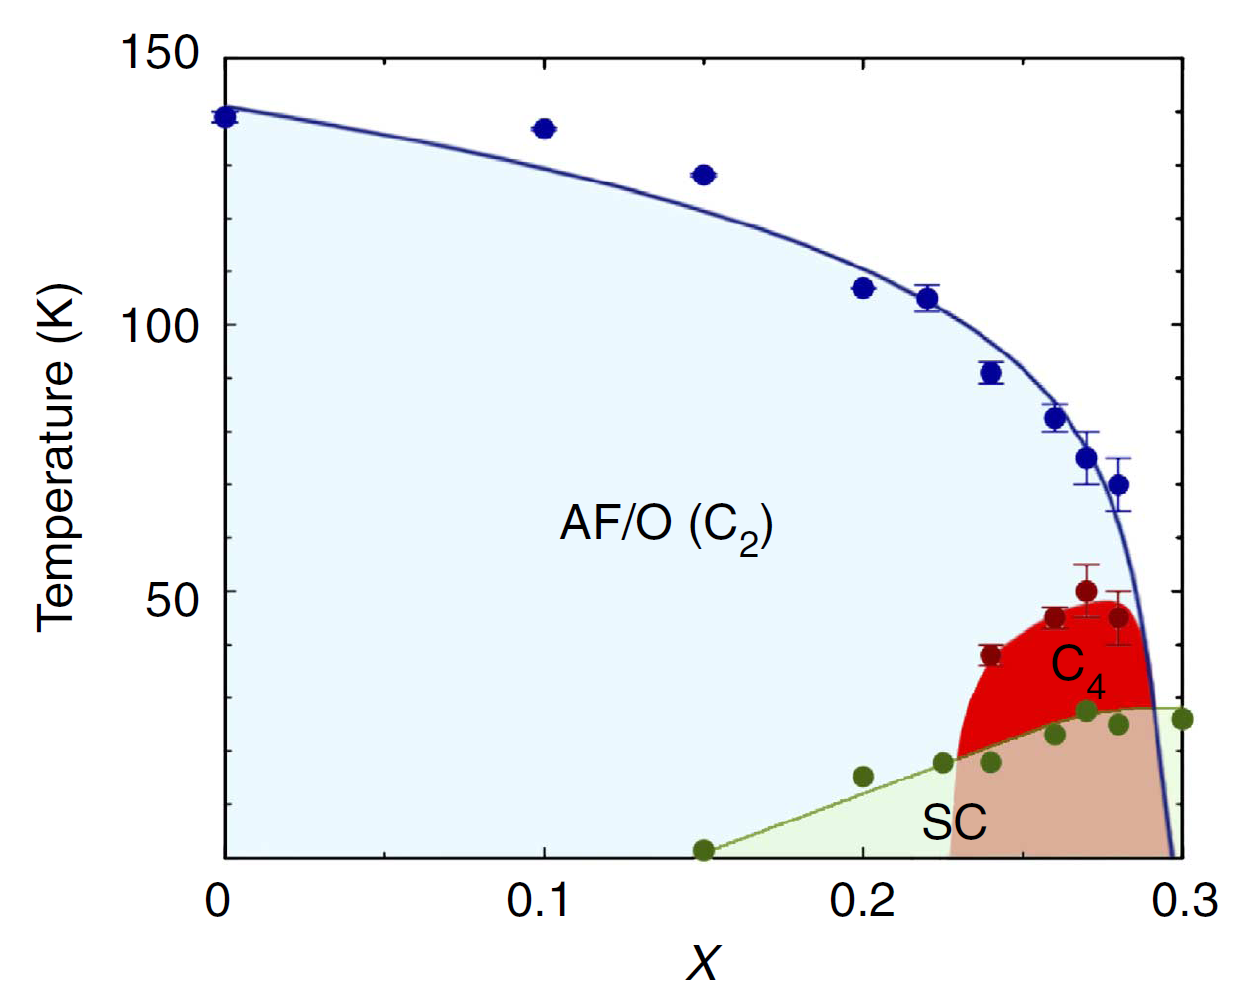 150
100
50
Temperature (K)
AF/O (C₂)
C₄
SC
0 0.1 0.2 0.3
X